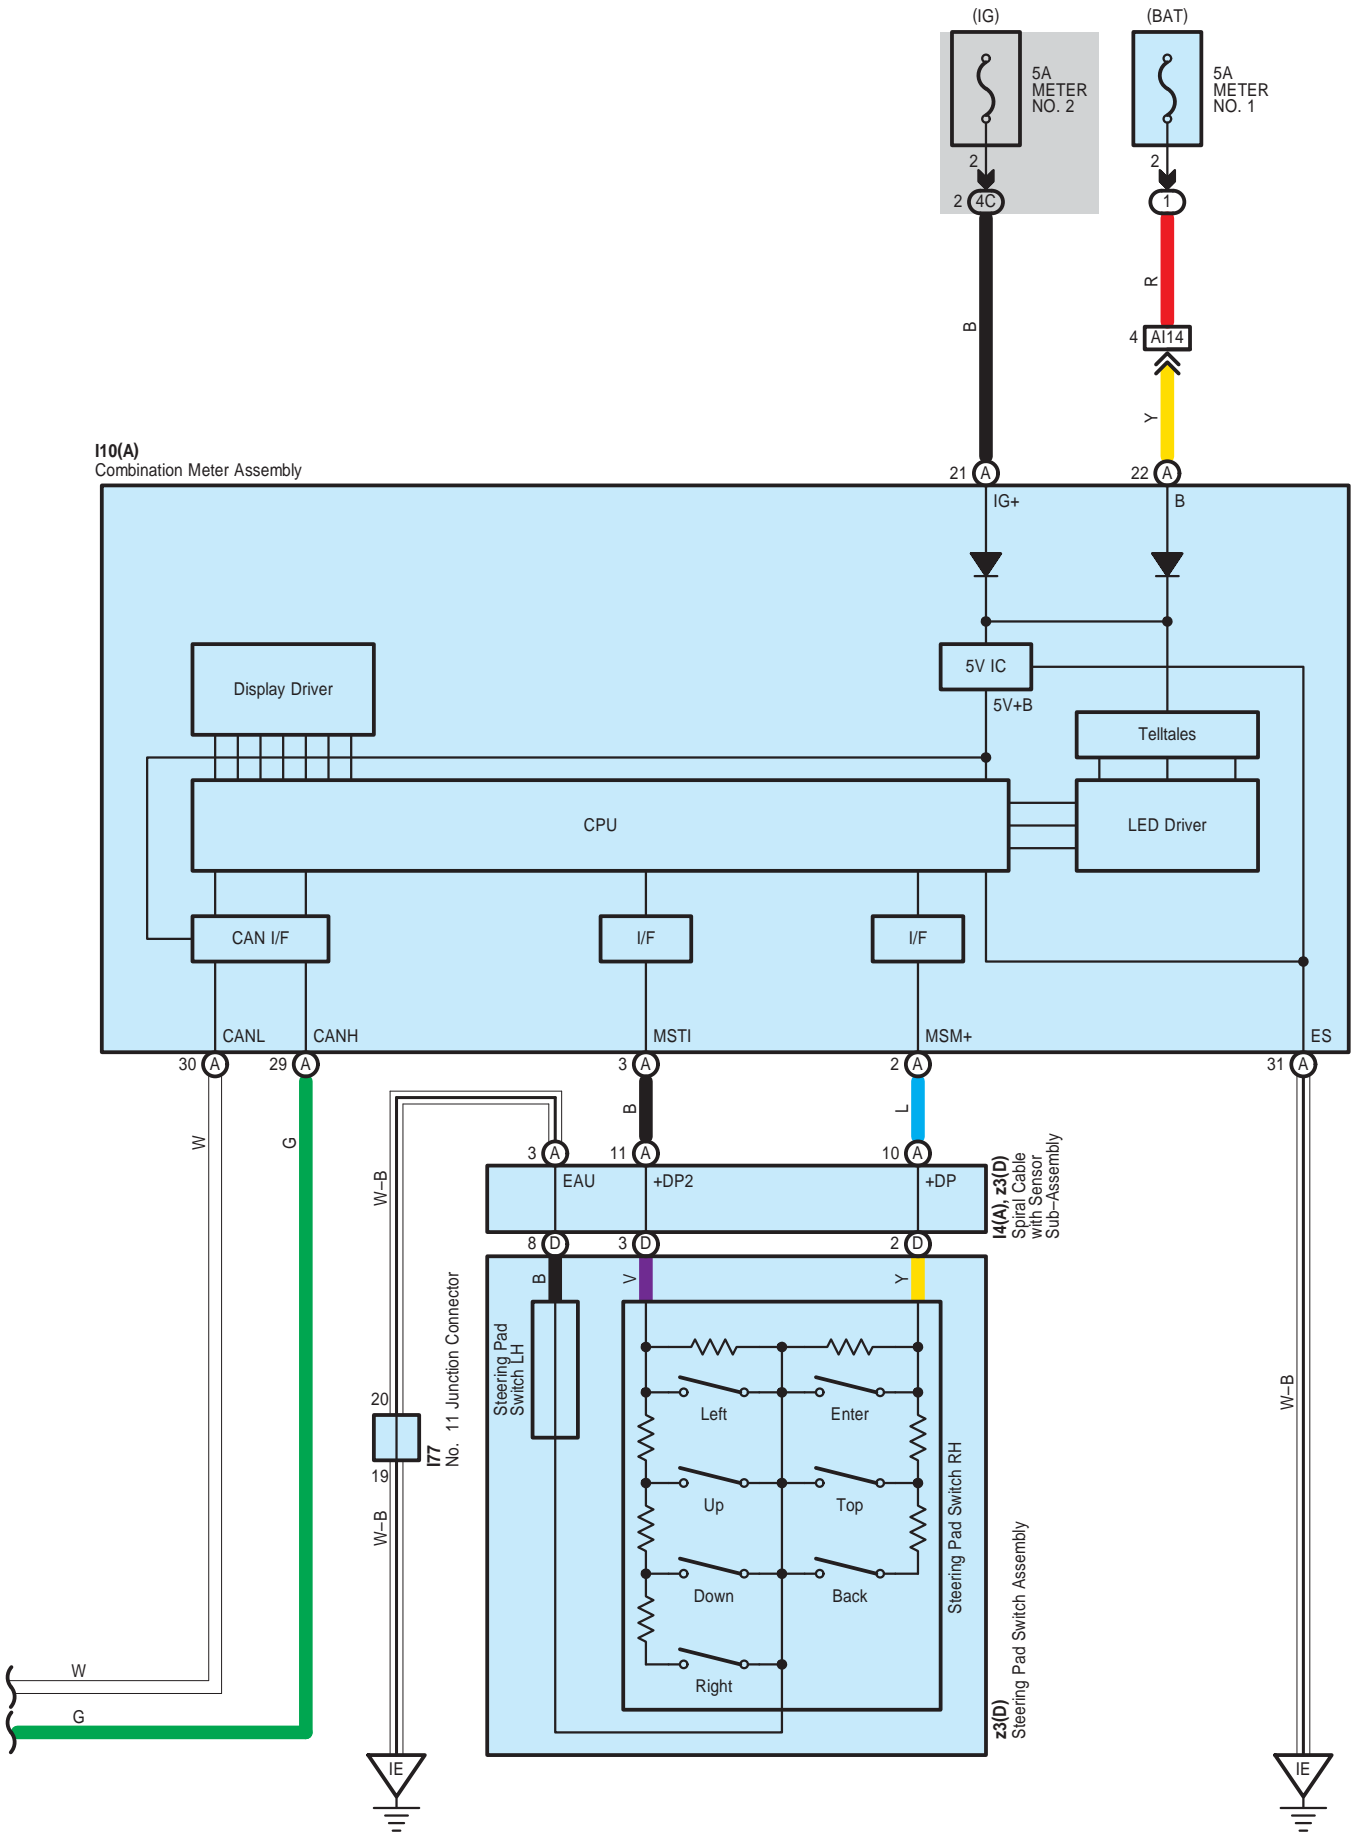 (IG)
(BAT)
5A
METER
NO. 2
5A
METER
NO. 1
2
2
2
4C
1
B
R
4
AI14
Y
I10(A)
Combination Meter Assembly
21
A
22
A
IG+
B
5V IC
5V+B
Display Driver
Telltales
CPU
LED Driver
CAN I/F
I/F
I/F
CANL
CANH
MSTI
MSM+
ES
30
A
29
A
3
A
2
A
31
A
W
G
B
L
W–B
3
A
11
A
10
A
EAU
+DP2
+DP
I4(A), z3(D)
Spiral Cable
with Sensor
Sub–Assembly
8
D
3
D
2
D
B
V
Y
Steering Pad
Switch LH
Left
Enter
Up
Top
Down
Back
Right
Steering Pad Switch RH
z3(D)
Steering Pad Switch Assembly
20
I77
No. 11 Junction Connector
19
W–B
W–B
W
G
IE
IE